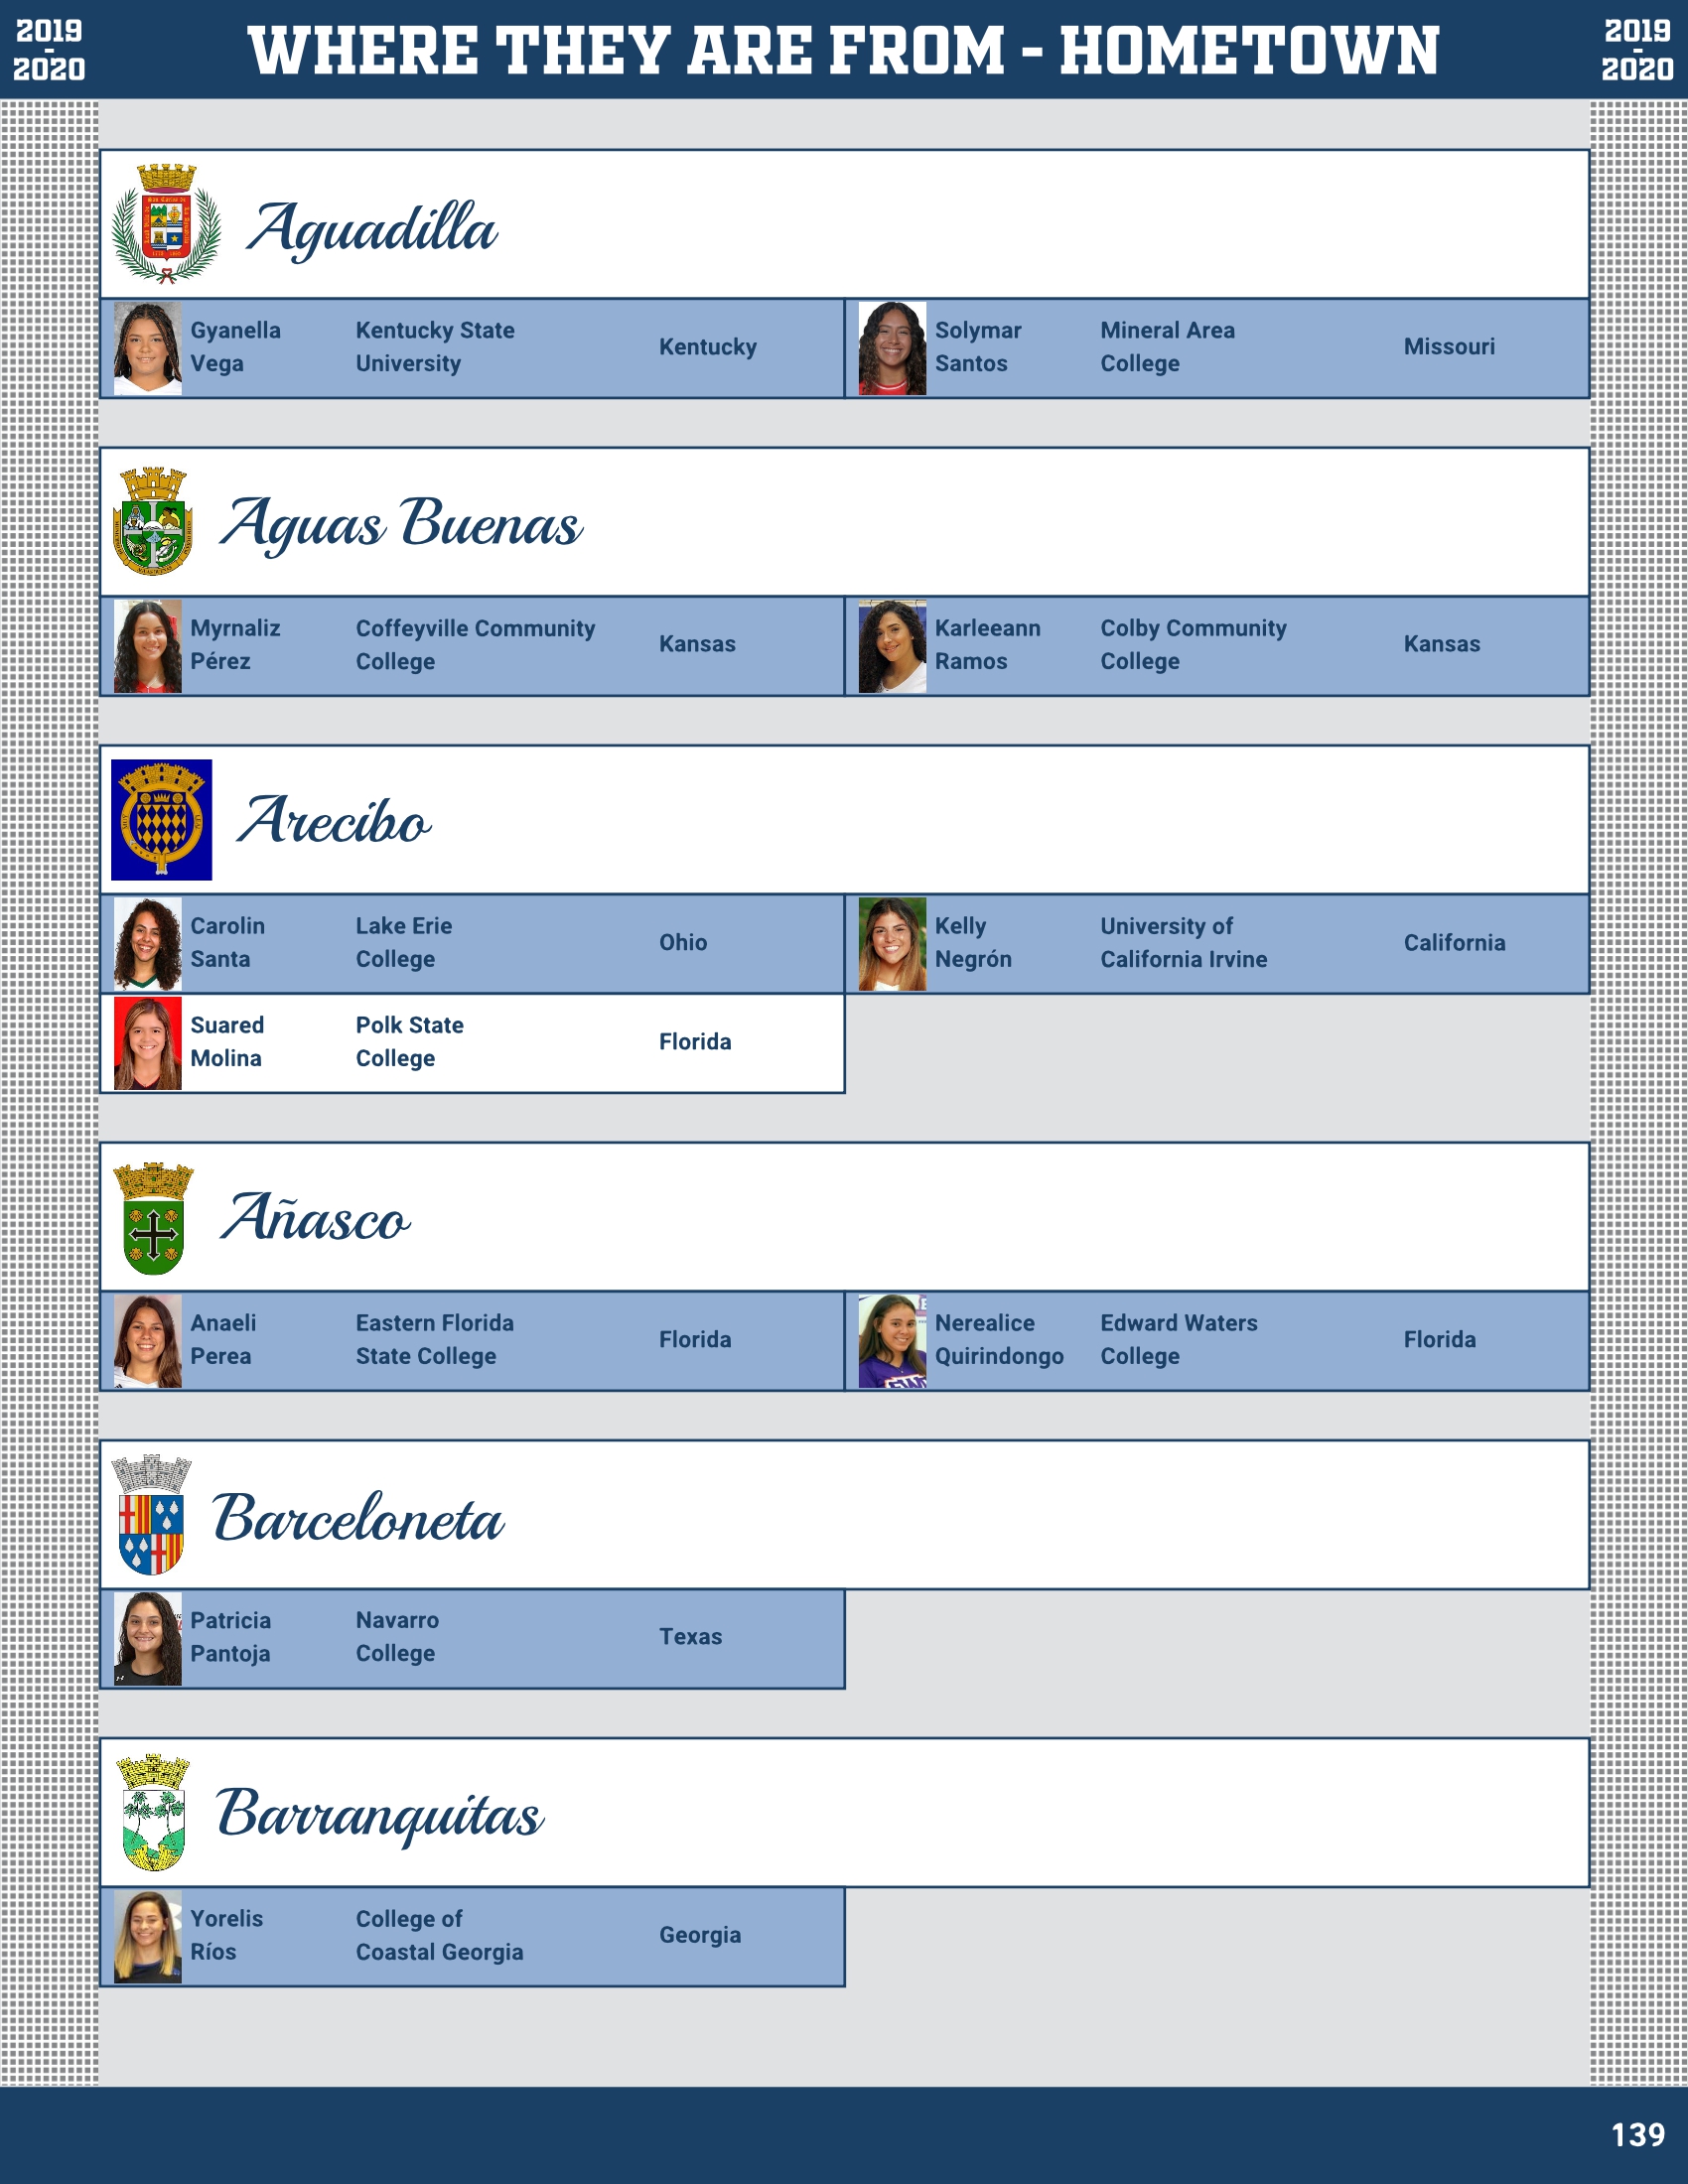 2019
-
2020
WHERE THEY ARE FROM - HOMETOWN
2019
-
2020
Aguadilla
Gyanella
Vega
Kentucky State
University
Kentucky
Solymar
Santos
Mineral Area
College
Missouri
Aguas Buenas
Myrnaliz
Pérez
Coffeyville Community
College
Kansas
Karleeann
Ramos
Colby Community
College
Kansas
Arecibo
Carolin
Santa
Lake Erie
College
Ohio
Kelly
Negrón
University of
California Irvine
California
Suared
Molina
Polk State
College
Florida
Añasco
Anaeli
Perea
Eastern Florida
State College
Florida
Nerealice
Quirindongo
Edward Waters
College
Florida
Barceloneta
Patricia
Pantoja
Navarro
College
Texas
Barranquitas
Yorelis
Ríos
College of
Coastal Georgia
Georgia
139